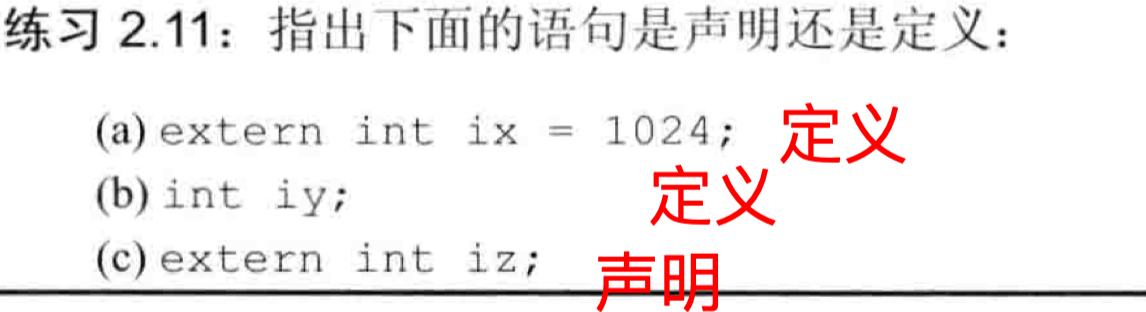 练习 2.11：指出下面的语句是声明还是定义：
(a) extern int ix = 1024; 定义
(b) int iy; 定义
(c) extern int iz; 声明